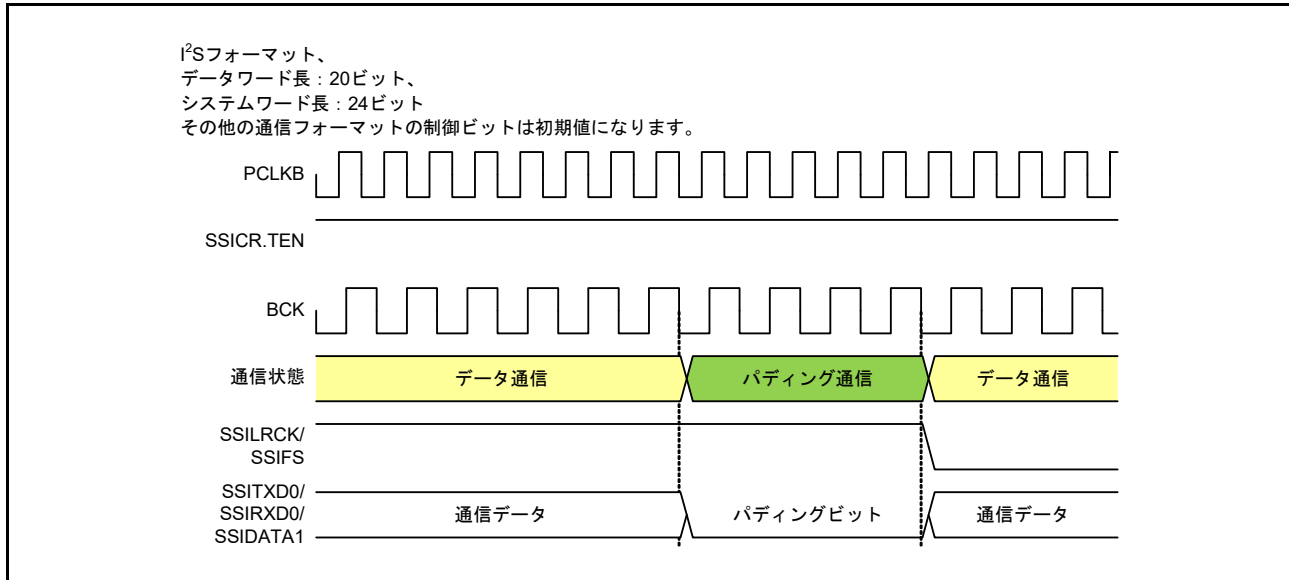 I²Sフォーマット、
データワード長：20ビット、
システムワード長：24ビット
その他の通信フォーマットの制御ビットは初期値になります。
PCLKB
SSICR.TEN
BCK
通信状態
データ通信
パディング通信
データ通信
SSILRCK/
SSIFS
SSITXD0/
SSIRXD0/
SSIDATA1
通信データ
パディングビット
通信データ